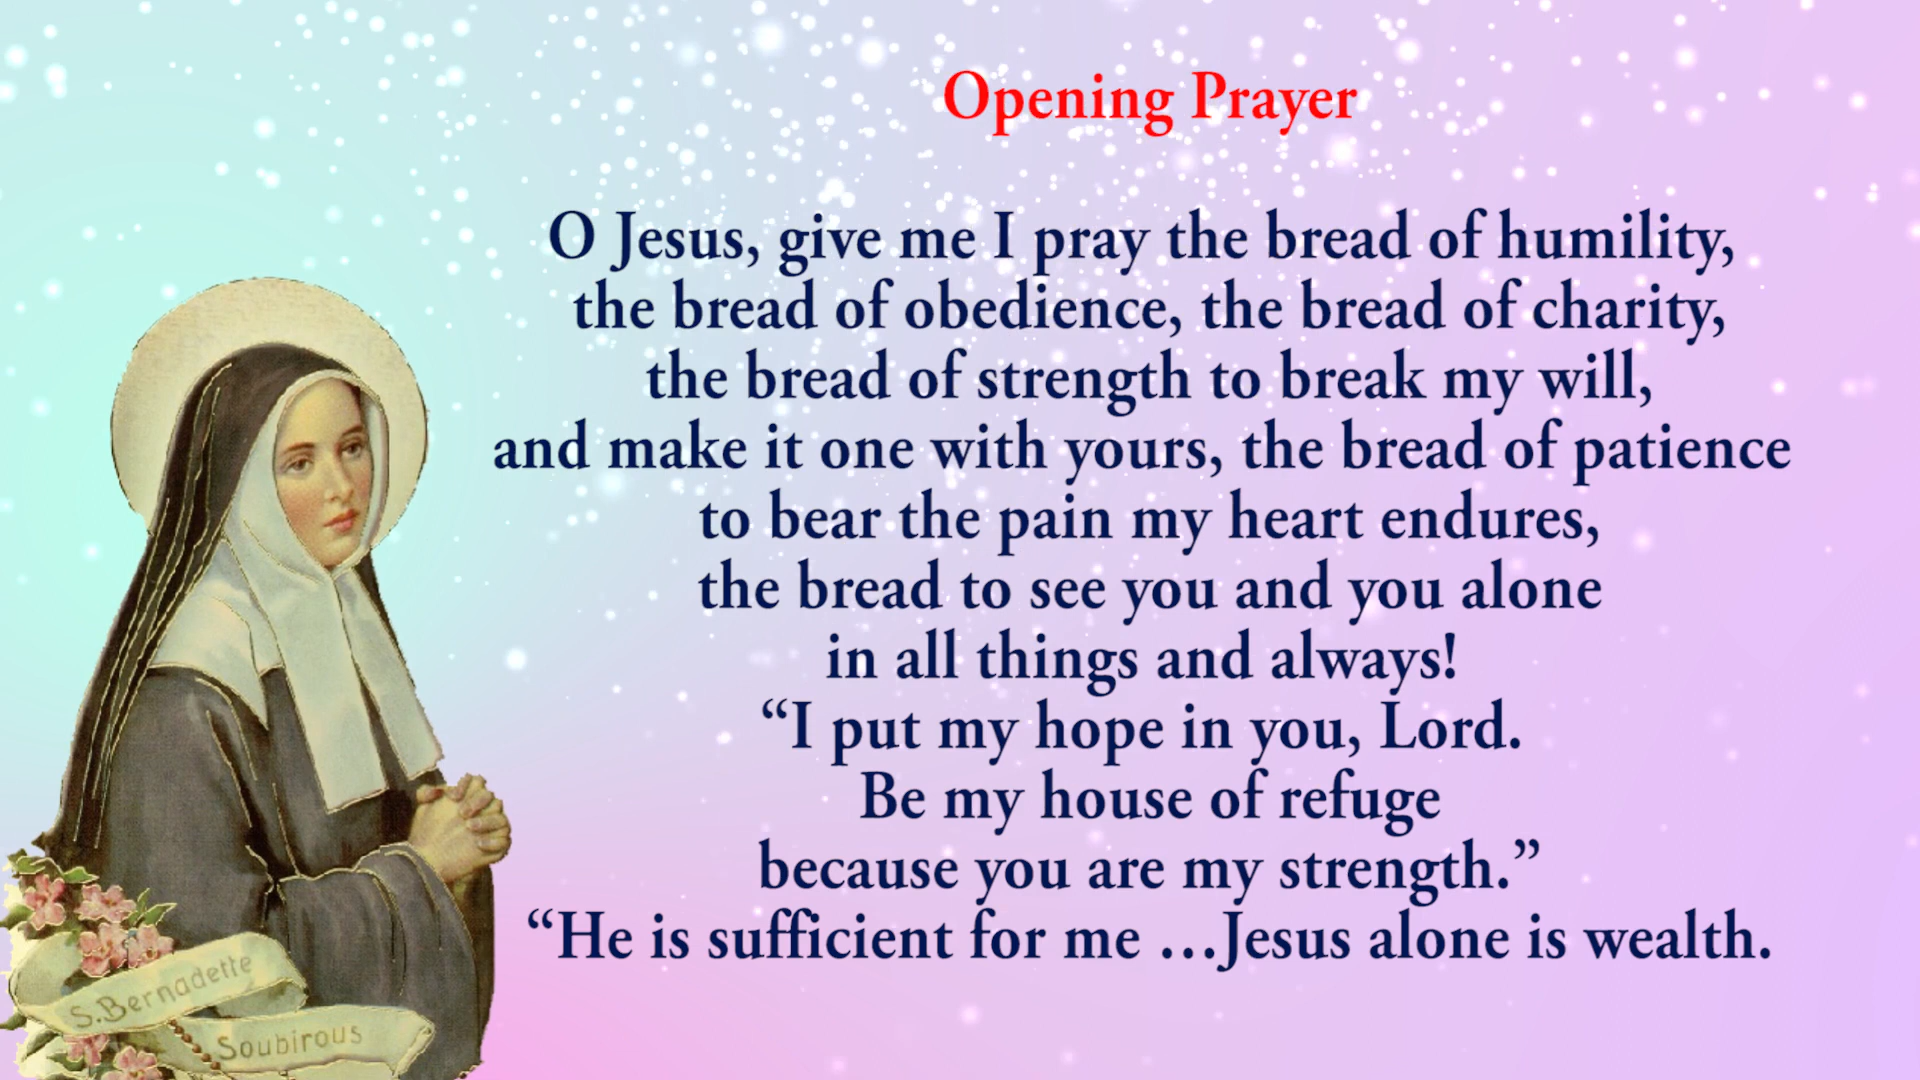 Opening Prayer
O Jesus, give me I pray the bread of humility,
the bread of obedience, the bread of charity,
the bread of strength to break my will,
and make it one with yours, the bread of patience
to bear the pain my heart endures,
the bread to see you and you alone
in all things and always!
“I put my hope in you, Lord.
Be my house of refuge
because you are my strength.”
“He is sufficient for me ...Jesus alone is wealth.
S. Bernadette
Soubirous